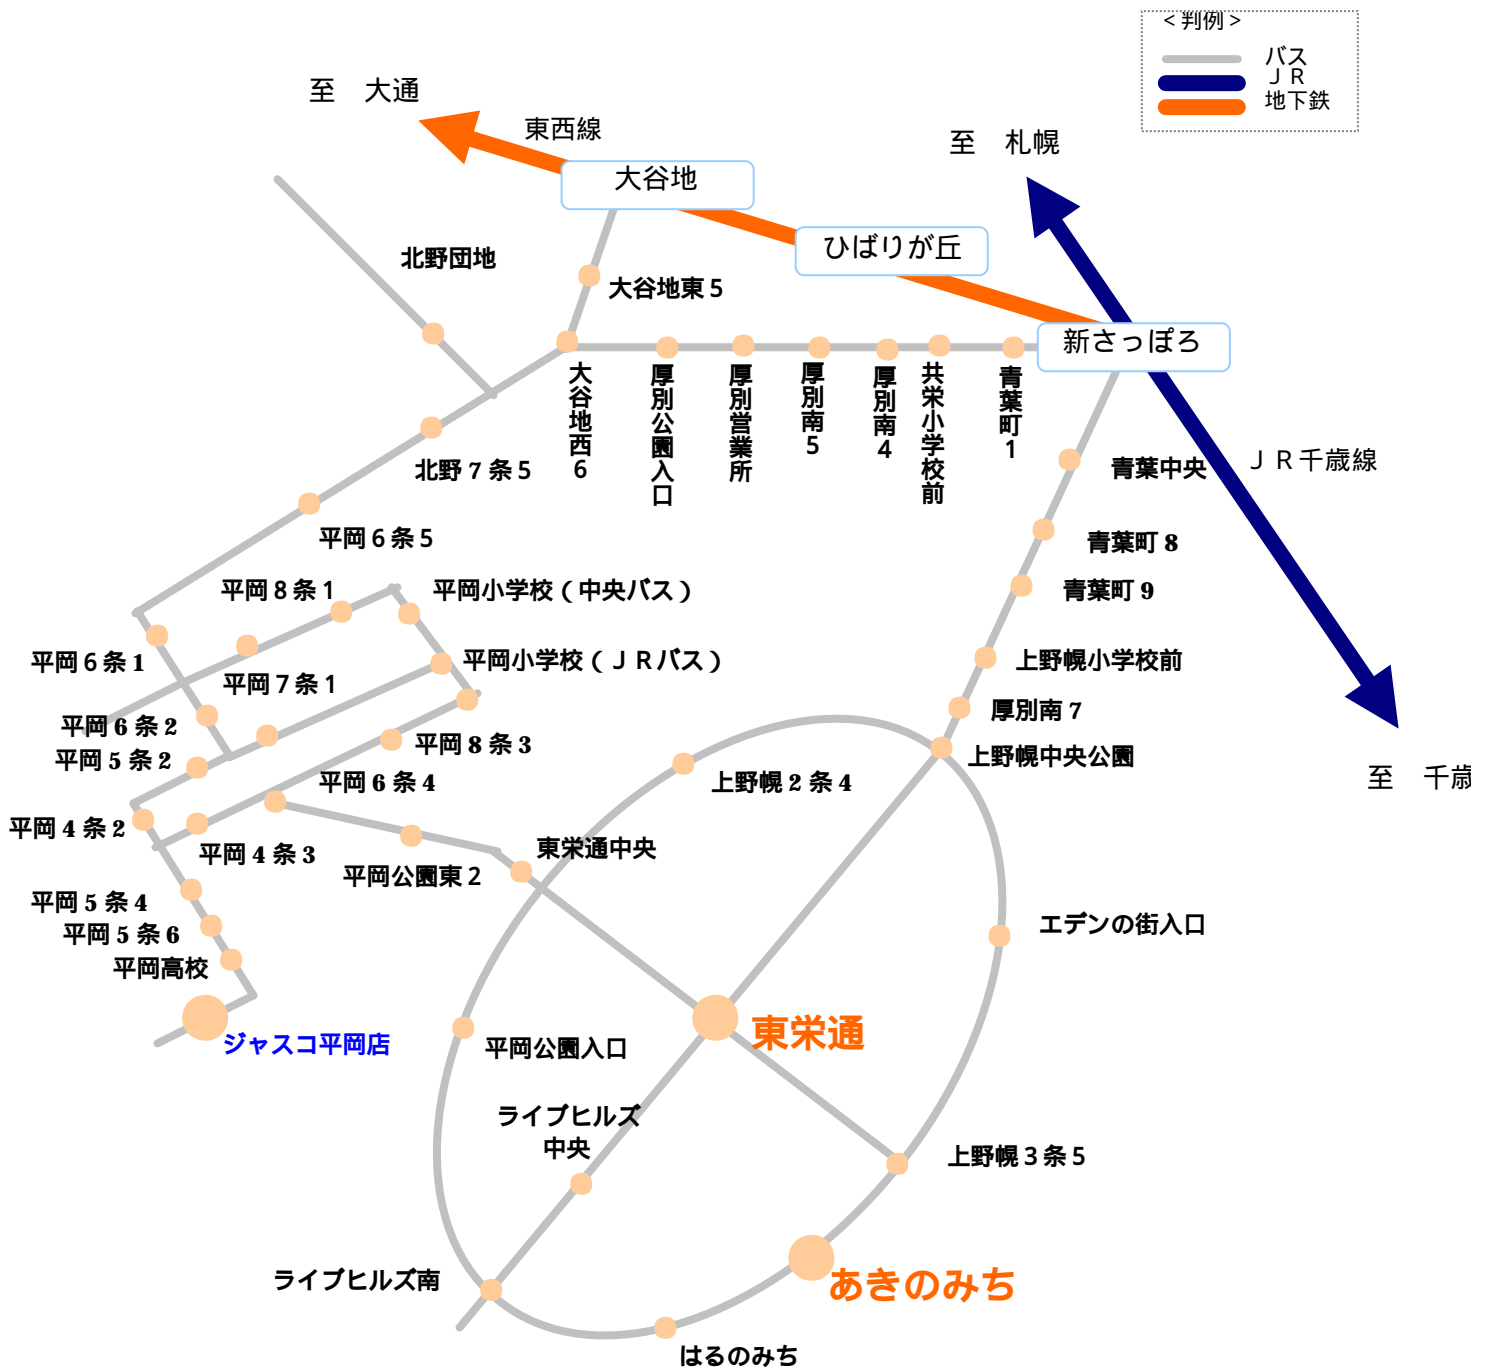 ＜判例＞
バス
ＪＲ
地下鉄
至　大通
東西線
至　札幌
大谷地
ひばりが丘
新さっぽろ
北野団地
大谷地東５
大谷地西６
厚別公園入口
厚別営業所
厚別南５
厚別南４
共栄小学校前
青葉町１
北野７条５
青葉中央
ＪＲ千歳線
平岡６条５
青葉町８
青葉町９
平岡８条１
平岡小学校（中央バス）
平岡６条１
平岡７条１
平岡小学校（ＪＲバス）
上野幌小学校前
厚別南７
平岡６条２
平岡５条２
平岡８条３
上野幌中央公園
平岡６条４
上野幌２条４
至　千歳
平岡４条２
平岡４条３
平岡公園東２
東栄通中央
平岡５条４
平岡５条６
平岡高校
エデンの街入口
ジャスコ平岡店
平岡公園入口
東栄通
ライブヒルズ
中央
上野幌３条５
ライブヒルズ南
あきのみち
はるのみち